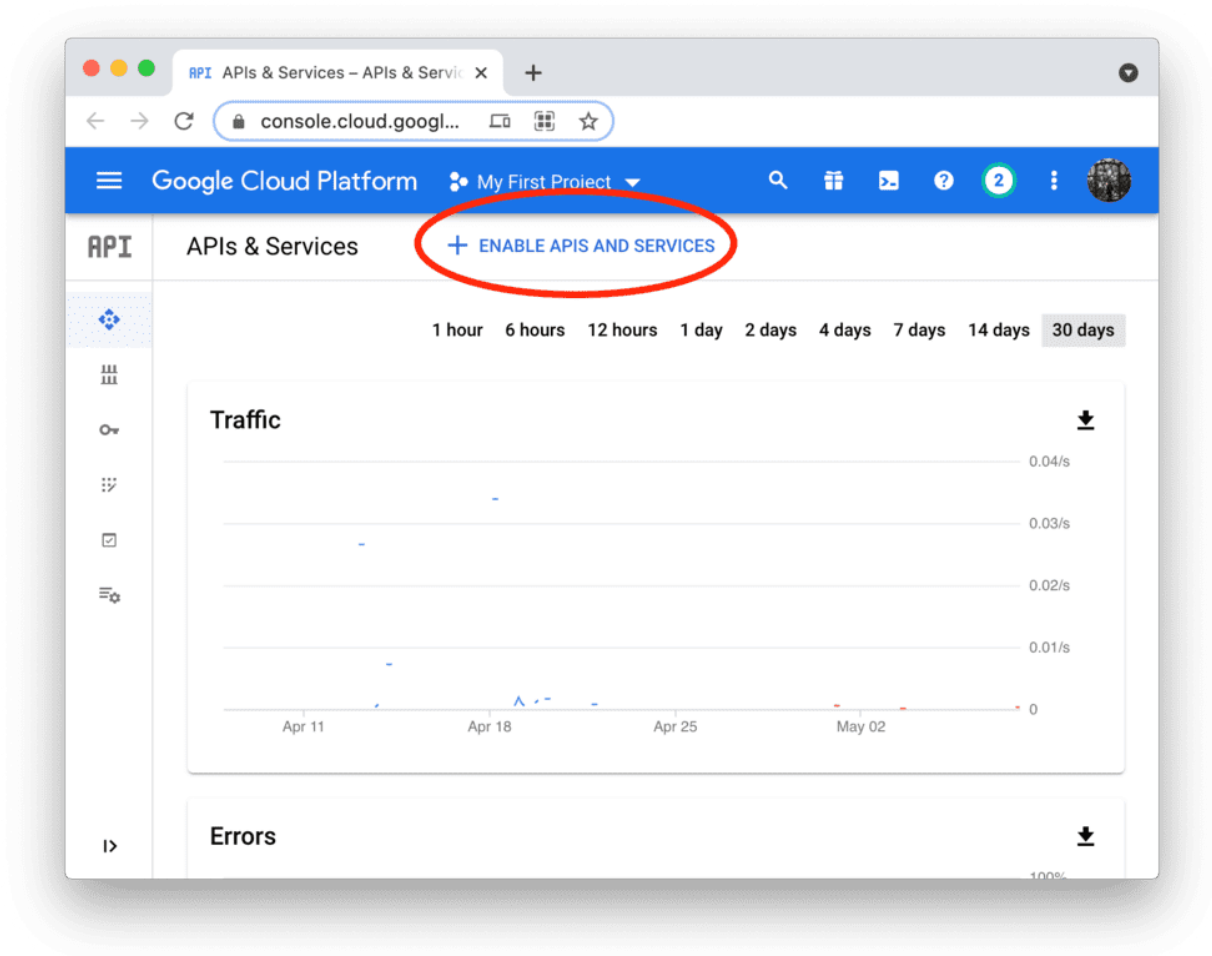 API APIs & Services – APIs & Servic
console.cloud.googl...
Google Cloud Platform My First Project 2
API APIs & Services + ENABLE APIS AND SERVICES
1 hour 6 hours 12 hours 1 day 2 days 4 days 7 days 14 days 30 days
Traffic
0.04/s
0.03/s
0.02/s
0.01/s
0
Apr 11 Apr 18 Apr 25 May 02
Errors
100%